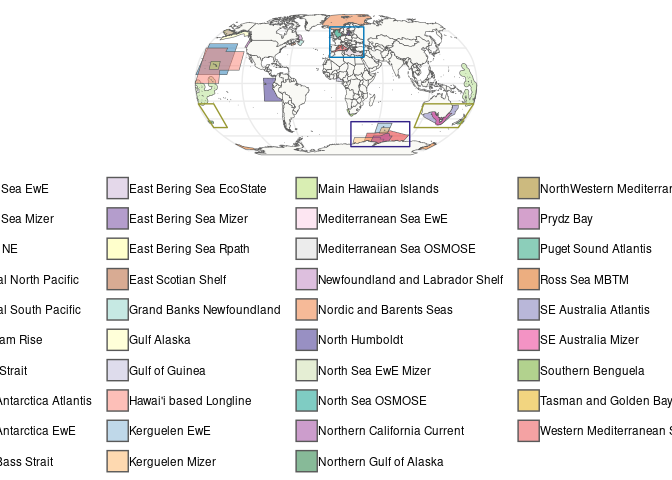 Sea EwE
Sea Mizer
NE
al North Pacific
al South Pacific
am Rise
Strait
Antarctica Atlantis
Antarctica EwE
Bass Strait
East Bering Sea EcoState
East Bering Sea Mizer
East Bering Sea Rpath
East Scotian Shelf
Grand Banks Newfoundland
Gulf Alaska
Gulf of Guinea
Hawai'i based Longline
Kerguelen EwE
Kerguelen Mizer
Main Hawaiian Islands
Mediterranean Sea EwE
Mediterranean Sea OSMOSE
Newfoundland and Labrador Shelf
Nordic and Barents Seas
North Humboldt
North Sea EwE Mizer
North Sea OSMOSE
Northern California Current
Northern Gulf of Alaska
NorthWestern Mediterra
Prydz Bay
Puget Sound Atlantis
Ross Sea MBTM
SE Australia Atlantis
SE Australia Mizer
Southern Benguela
Tasman and Golden Bay
Western Mediterranean S